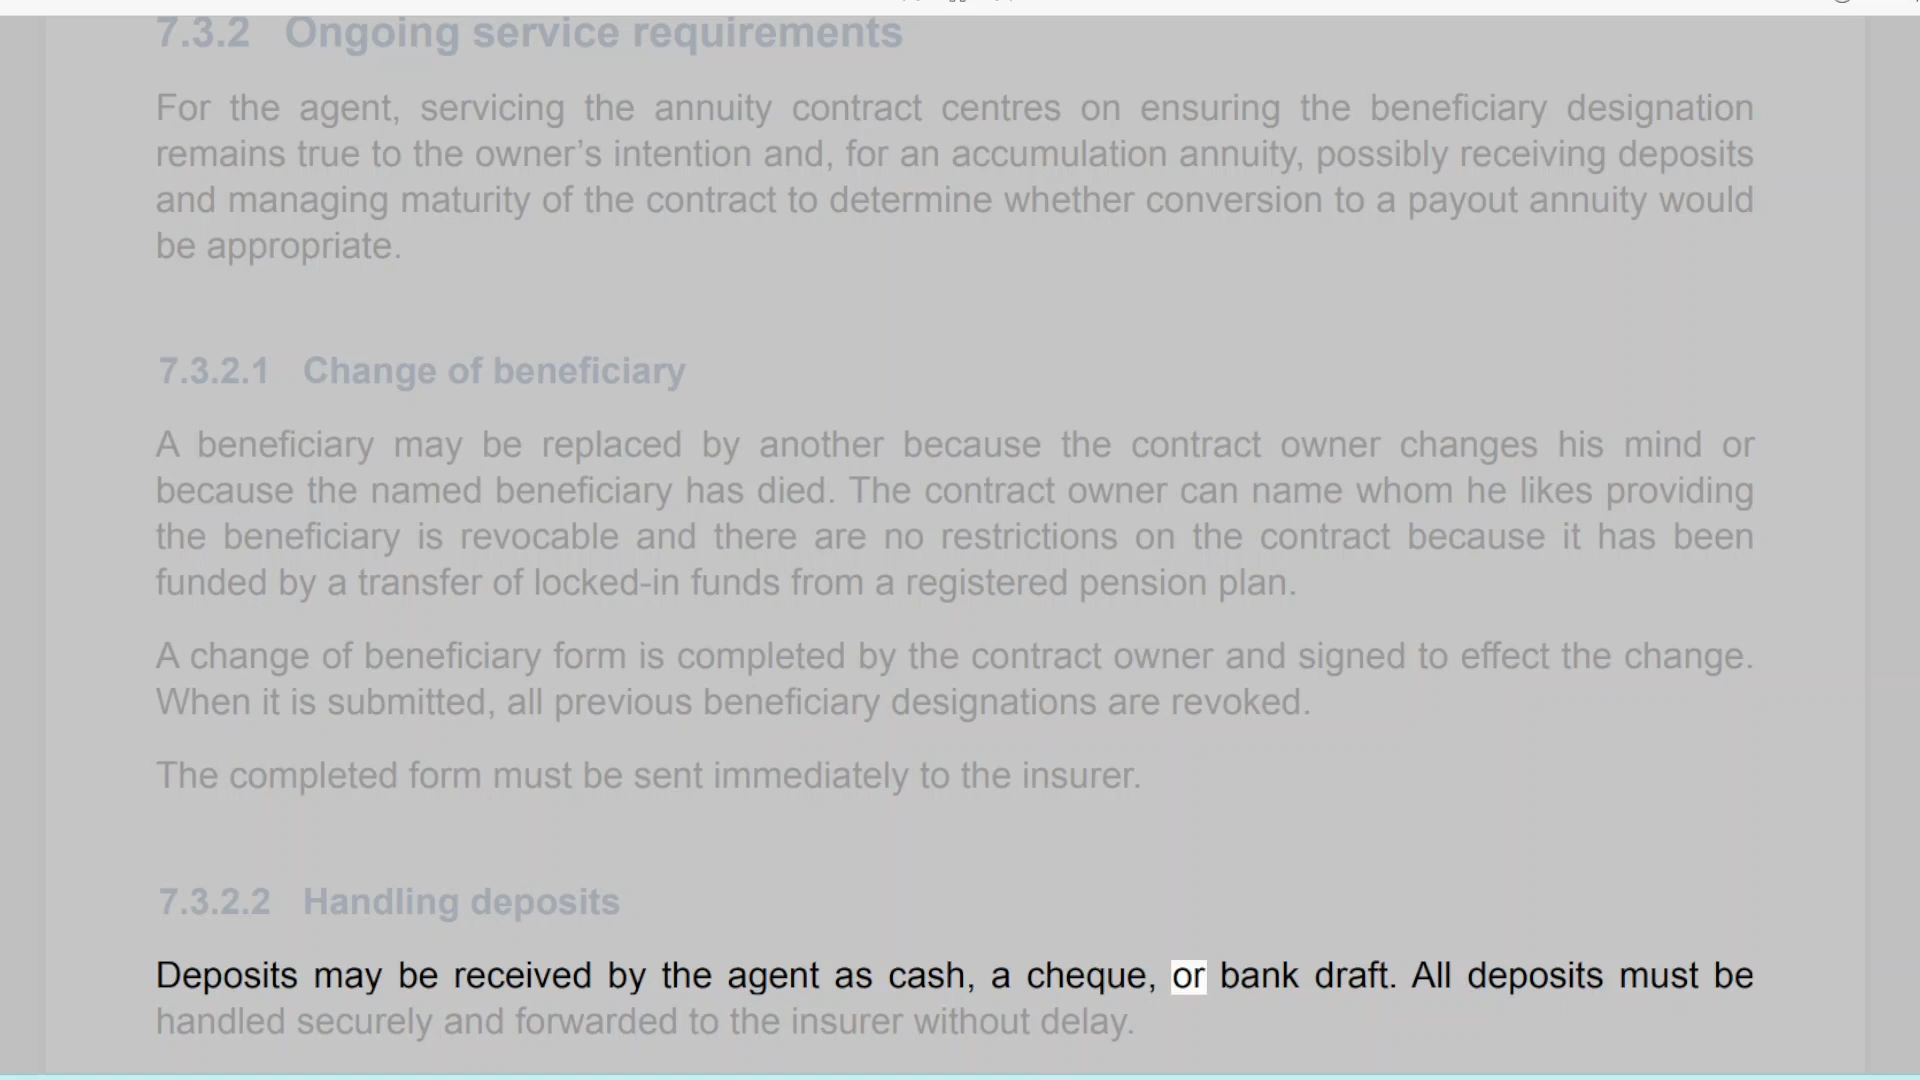 7.3.2 Ongoing service requirements
For the agent, servicing the annuity contract centres on ensuring the beneficiary designation
remains true to the owner’s intention and, for an accumulation annuity, possibly receiving deposits
and managing maturity of the contract to determine whether conversion to a payout annuity would
be appropriate.
7.3.2.1 Change of beneficiary
A beneficiary may be replaced by another because the contract owner changes his mind or
because the named beneficiary has died. The contract owner can name whom he likes providing
the beneficiary is revocable and there are no restrictions on the contract because it has been
funded by a transfer of locked-in funds from a registered pension plan.
A change of beneficiary form is completed by the contract owner and signed to effect the change.
When it is submitted, all previous beneficiary designations are revoked.
The completed form must be sent immediately to the insurer.
7.3.2.2 Handling deposits
Deposits may be received by the agent as cash, a cheque, or bank draft. All deposits must be
handled securely and forwarded to the insurer without delay.